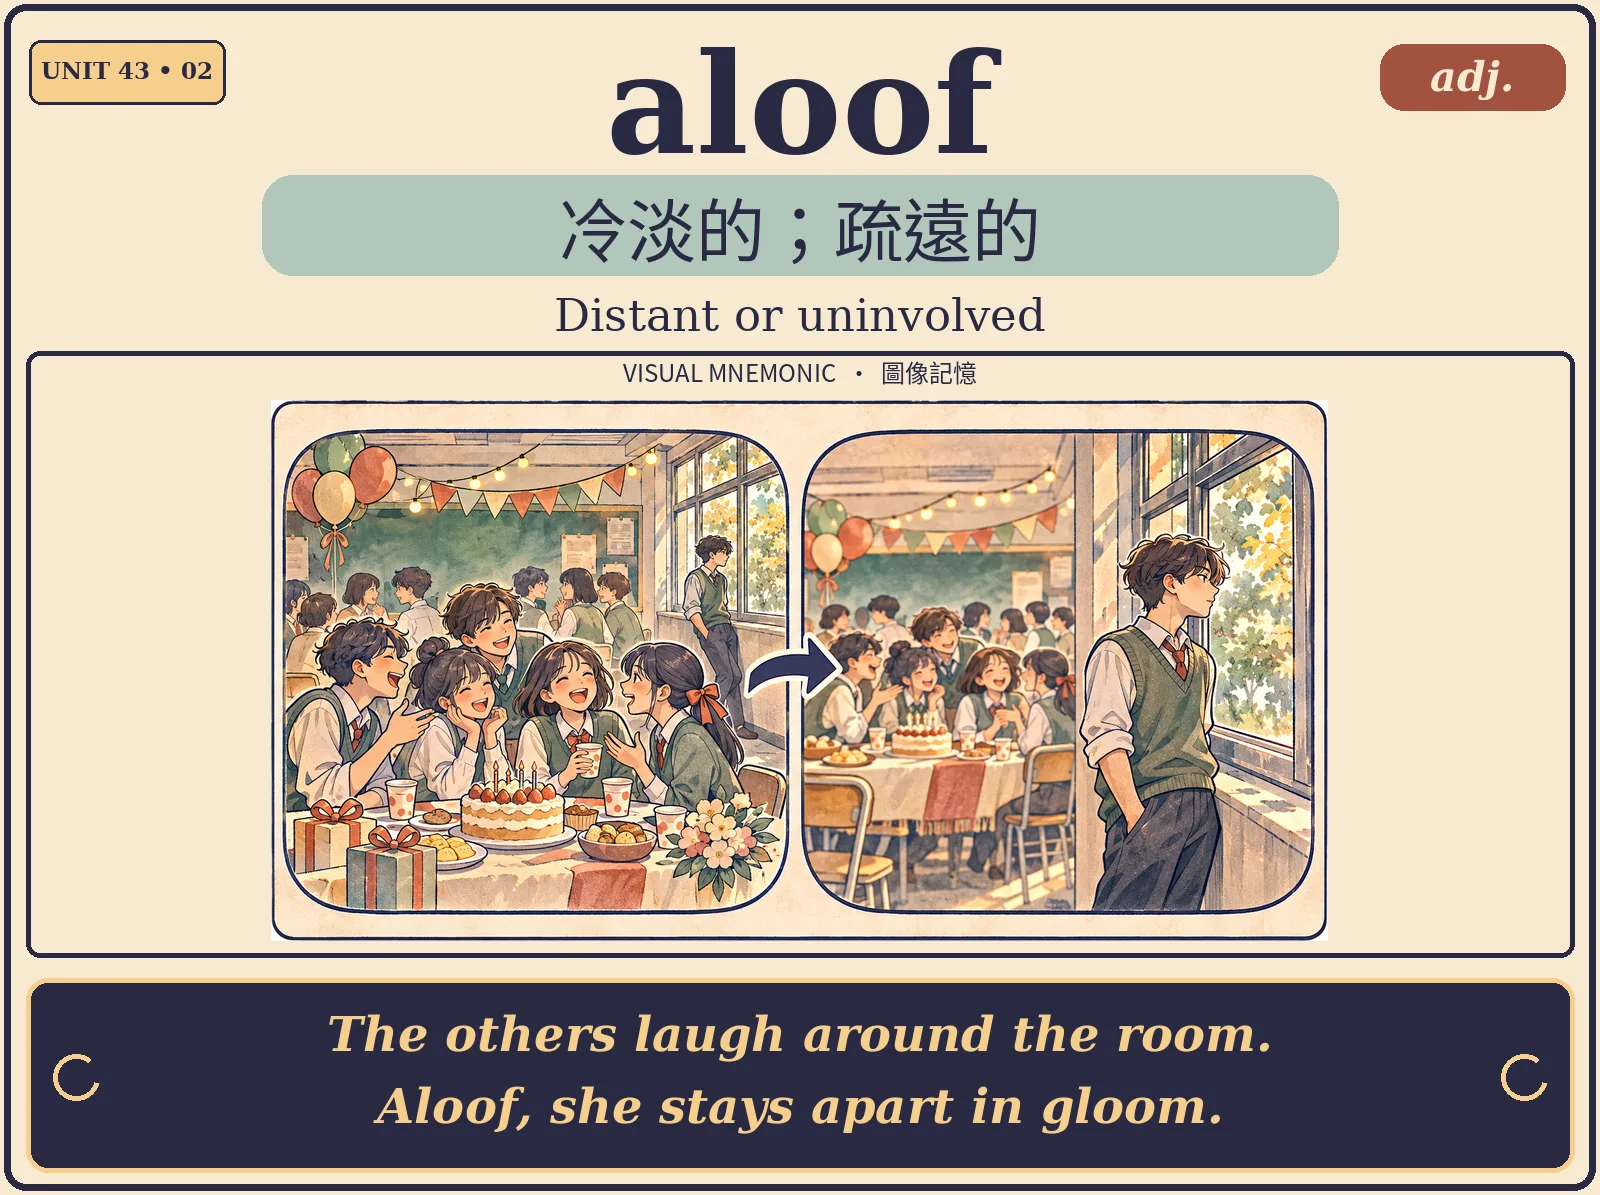 UNIT 43 • 02
aloof
adj.
冷淡的；疏遠的
Distant or uninvolved
VISUAL MNEMONIC • 圖像記憶
The others laugh around the room.
Aloof, she stays apart in gloom.